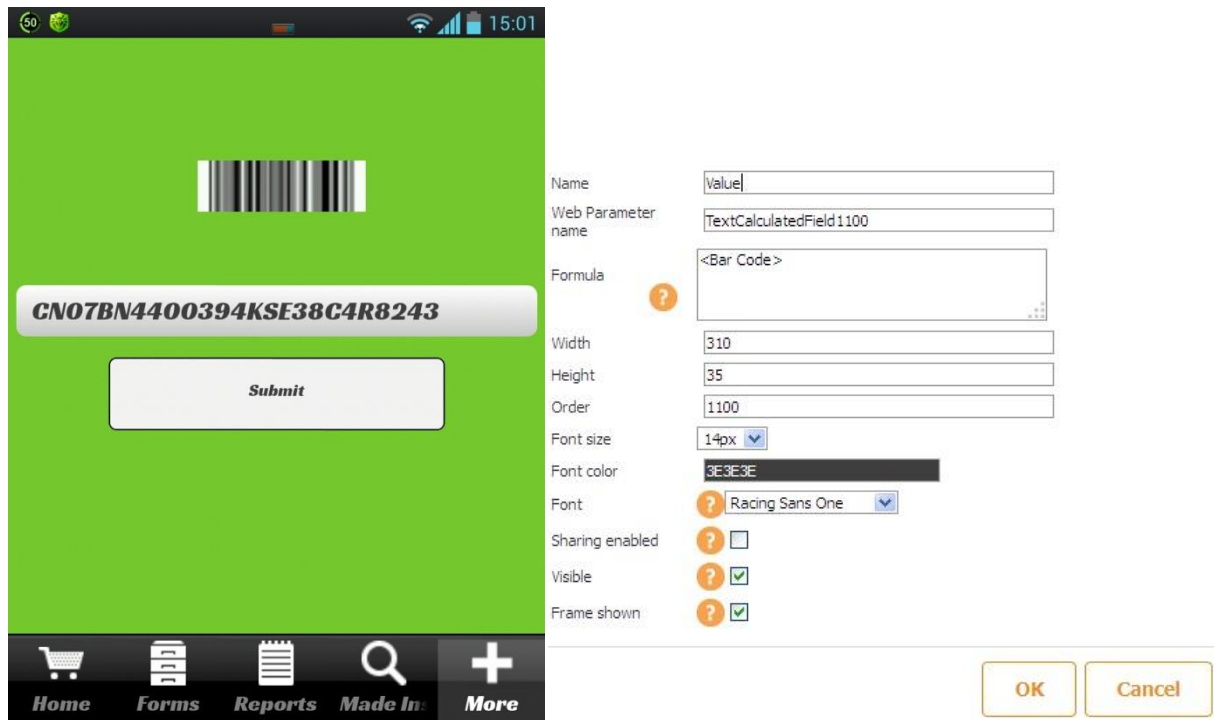 50
15:01
CN07BN4400394KSE38C4R8243
Submit
Home Forms Reports Made In: More
Name Value
Web Parameter
name
TextCalculatedField1100
Formula
<Bar Code>
?
Width 310
Height 35
Order 1100
Font size 14px
Font color 3E3E3E
Font ? Racing Sans One
Sharing enabled ?
Visible ?
Frame shown ?
OK Cancel